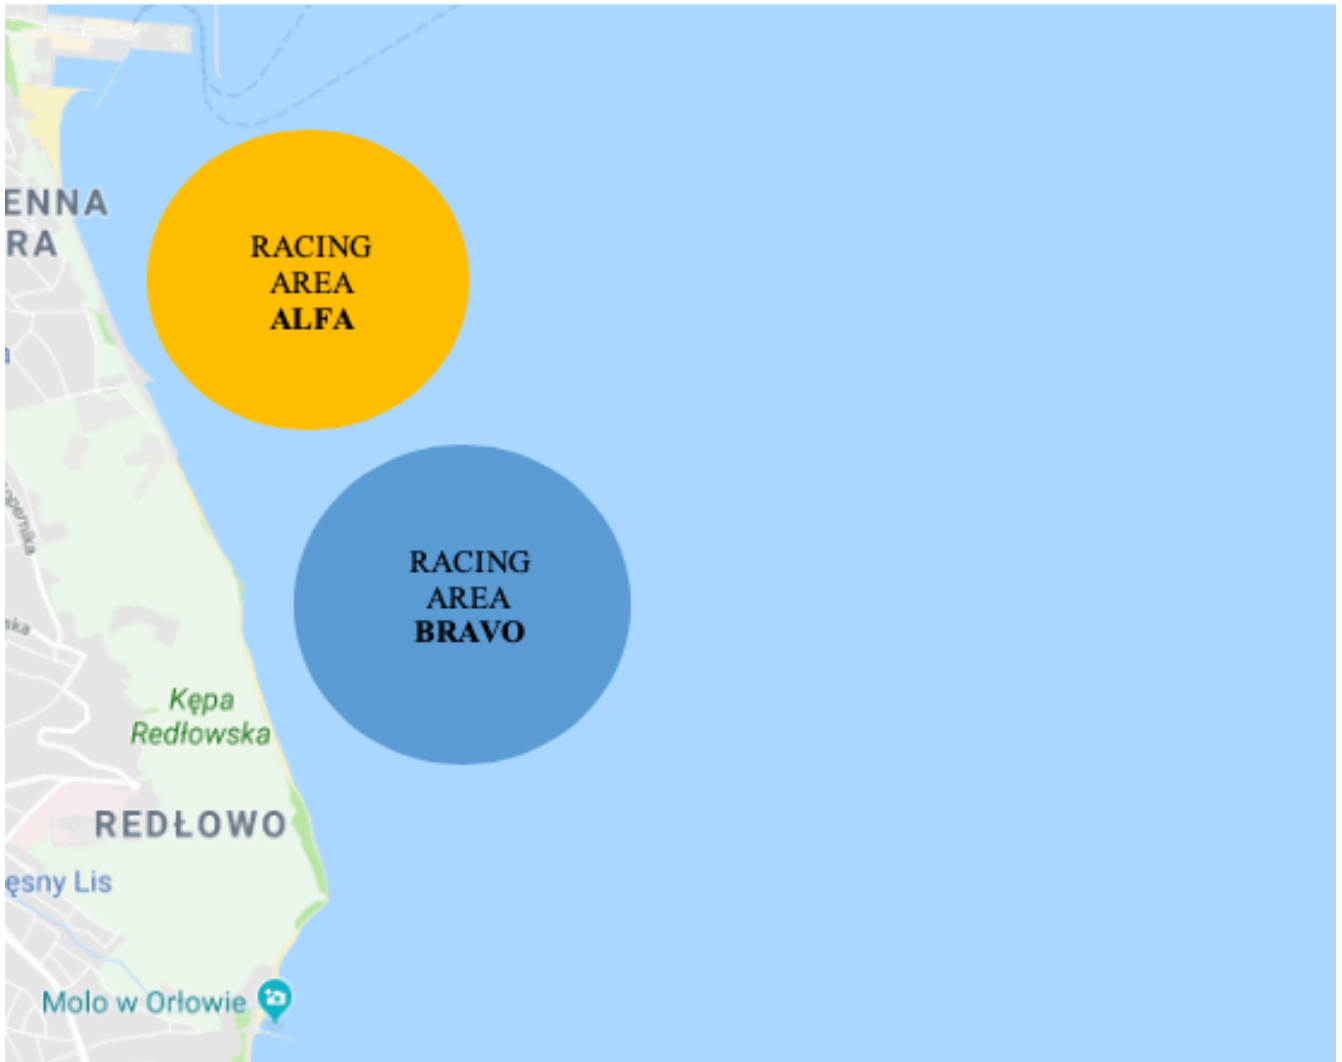 ENNA
RA
RACING
AREA
ALFA
RACING
AREA
BRAVO
Kępa
Redłowska
REDŁOWO
ęsny Lis
Molo w Orłowie